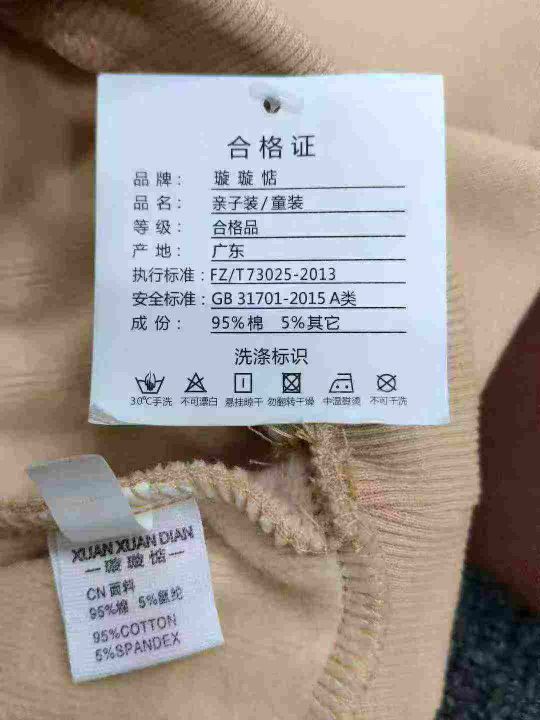 合格证
品牌： 璇璇惦
品名： 亲子装/童装
等级： 合格品
产地： 广东
执行标准：FZ/T73025-2013
安全标准：GB 31701-2015 A类
成份： 95%棉 5%其它
洗涤标识
30℃手洗 不可漂白 悬挂晾干 勿翻转干燥 中温熨烫 不可干洗
XUAN XUAN DIAN
璇璇惦
CN 面料
95%棉 5%氨纶
95%COTTON
5%SPANDEX